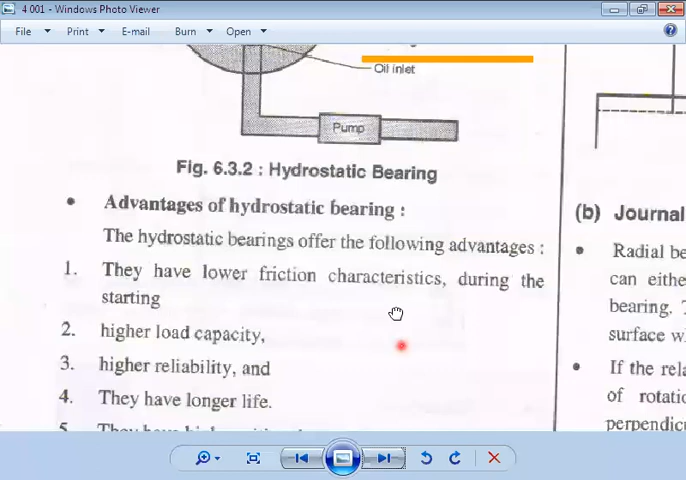 4 001 - Windows Photo Viewer
File Print E-mail Burn Open
Oil inlet
Pump
Fig. 6.3.2 : Hydrostatic Bearing
• Advantages of hydrostatic bearing :
The hydrostatic bearings offer the following advantages :
1. They have lower friction characteristics, during the
starting
2. higher load capacity,
3. higher reliability, and
4. They have longer life.
5. They have
(b) Journal
• Radial be
can eithe
bearing.
surface w
• If the rela
of rotatio
perpendic